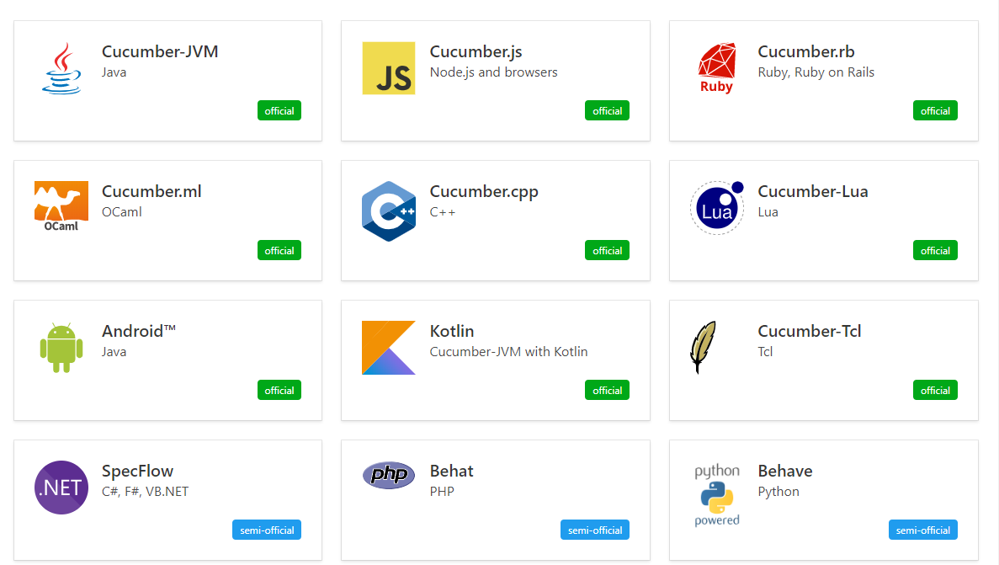 Cucumber-JVM
Java
official
JS
Cucumber.js
Node.js and browsers
official
Ruby
Cucumber.rb
Ruby, Ruby on Rails
official
OCaml
Cucumber.ml
OCaml
official
C++
Cucumber.cpp
C++
official
Lua
Cucumber-Lua
Lua
official
Android™
Java
official
Kotlin
Cucumber-JVM with Kotlin
official
Cucumber-Tcl
Tcl
official
.NET
SpecFlow
C#, F#, VB.NET
semi-official
php
Behat
PHP
semi-official
python
powered
Behave
Python
semi-official